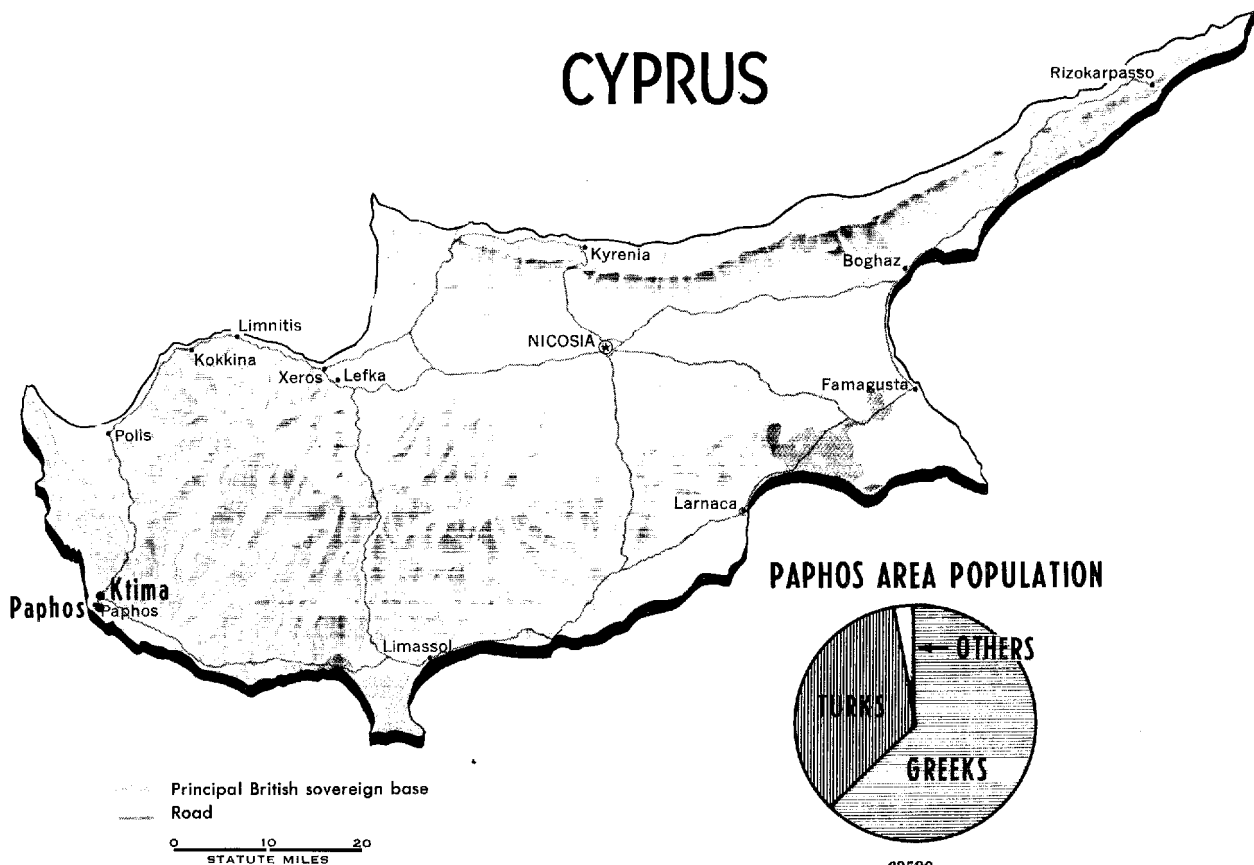 CYPRUS
Rizokarpasso
Kyrenia
Boghaz
Limnitis
NICOSIA
Kokkina
Xeros
Lefka
Famagusta
Polis
Larnaca
PAPHOS AREA POPULATION
Ktima
Paphos
Paphos
Limassol
OTHERS
TURKS
GREEKS
Principal British sovereign base
Road
0 10 20
STATUTE MILES